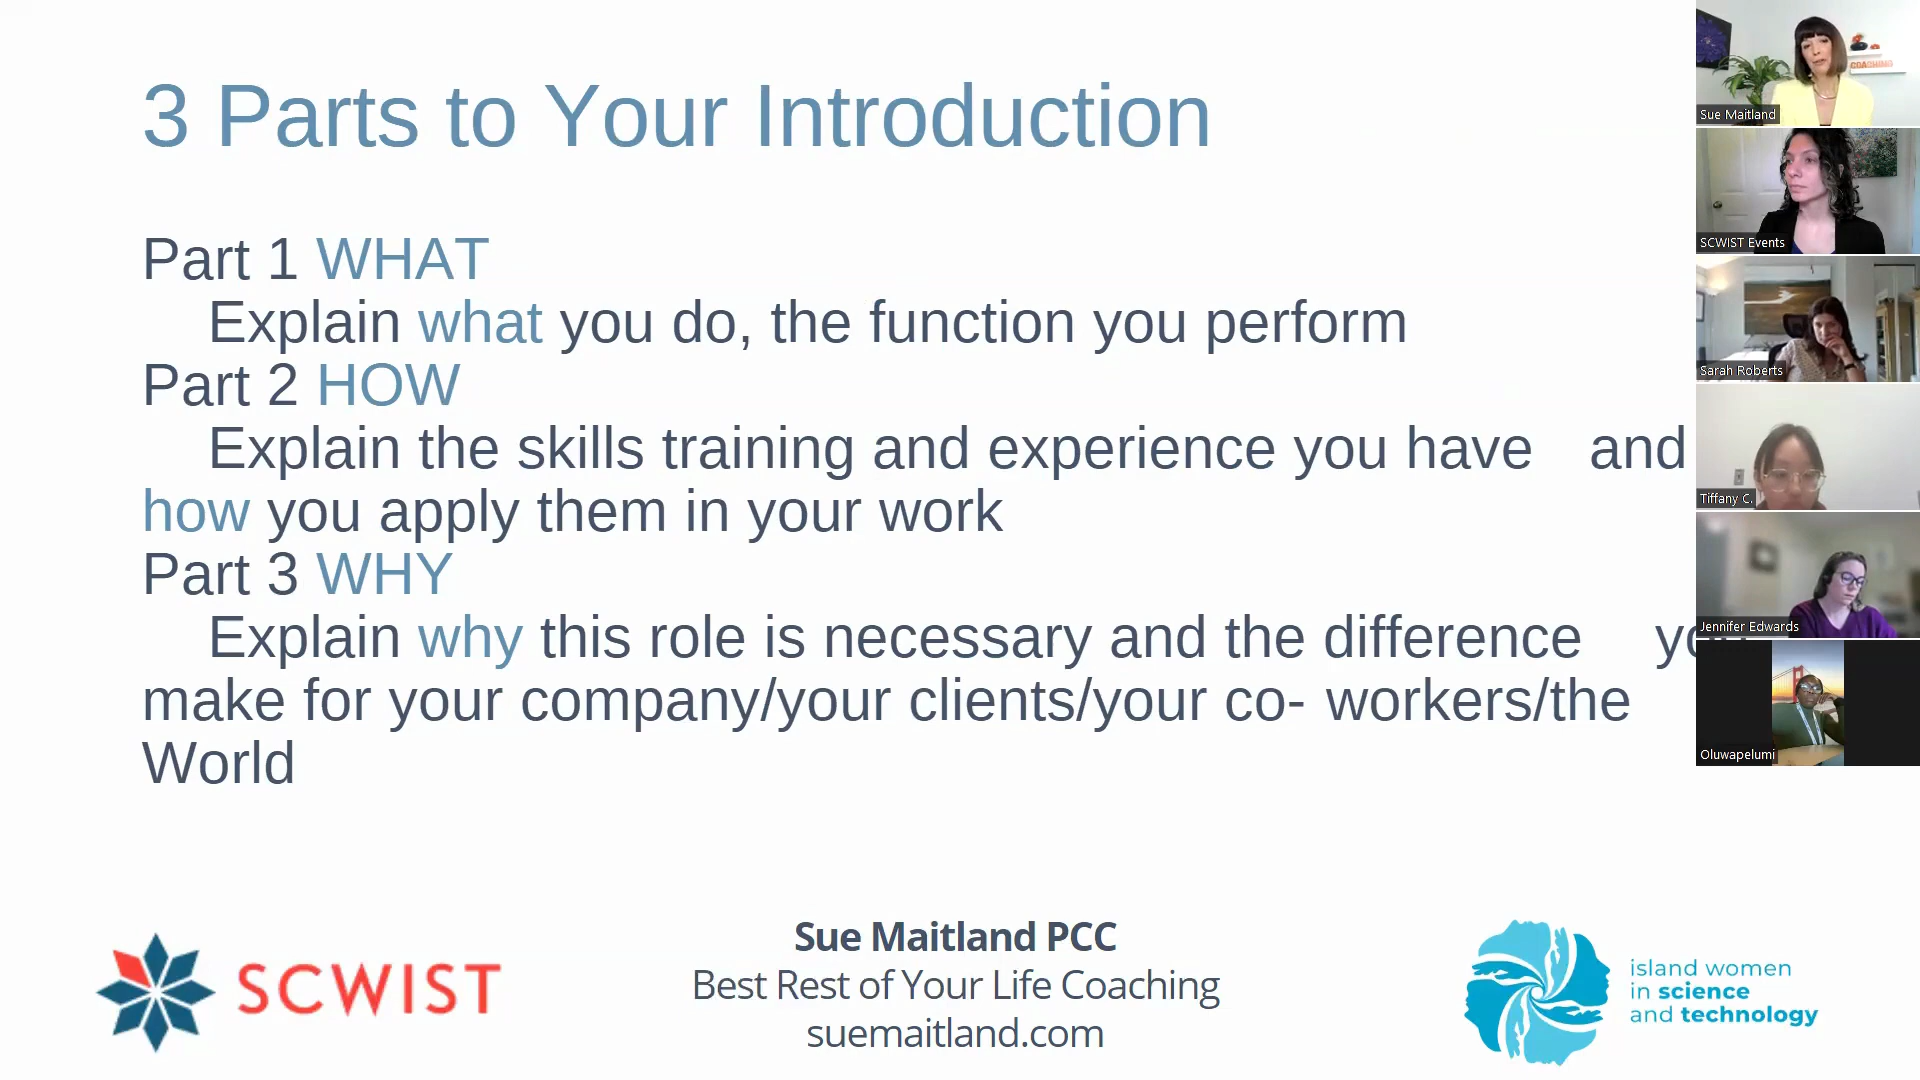 3 Parts to Your Introduction
Part 1 WHAT
Explain what you do, the function you perform
Part 2 HOW
Explain the skills training and experience you have and
how you apply them in your work
Part 3 WHY
Explain why this role is necessary and the difference
make for your company/your clients/your co- workers/the
World
SCWIST
Sue Maitland PCC
Best Rest of Your Life Coaching
suemaitland.com
island women
in science
and technology
COACHING
Sue Maitland
SCWIST Events
Sarah Roberts
Tiffany C.
Jennifer Edwards
Oluwapelumi